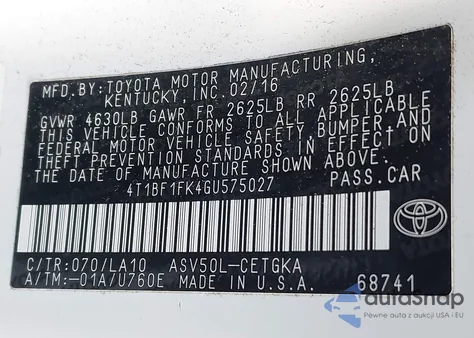 MFD.BY:TOYOTA MOTOR MANUFACTURING,
KENTUCKY, INC. 02/16
GVWR 4630LB GAWR FR 2625LB RR 2625LB
THIS VEHICLE CONFORMS TO ALL APPLICABLE
FEDERAL MOTOR VEHICLE SAFETY, BUMPER AND
THEFT PREVENTION STANDARDS IN EFFECT ON
THE DATE OF MANUFACTURE SHOWN ABOVE.
4T1BF1FK4GU575027 PASS.CAR
C/TR:070/LA10 ASV50L-CETGKA
A/TM:-01A/U760E MADE IN U.S.A. 68741
autosnap
Pewne auta z aukcji USA i EU